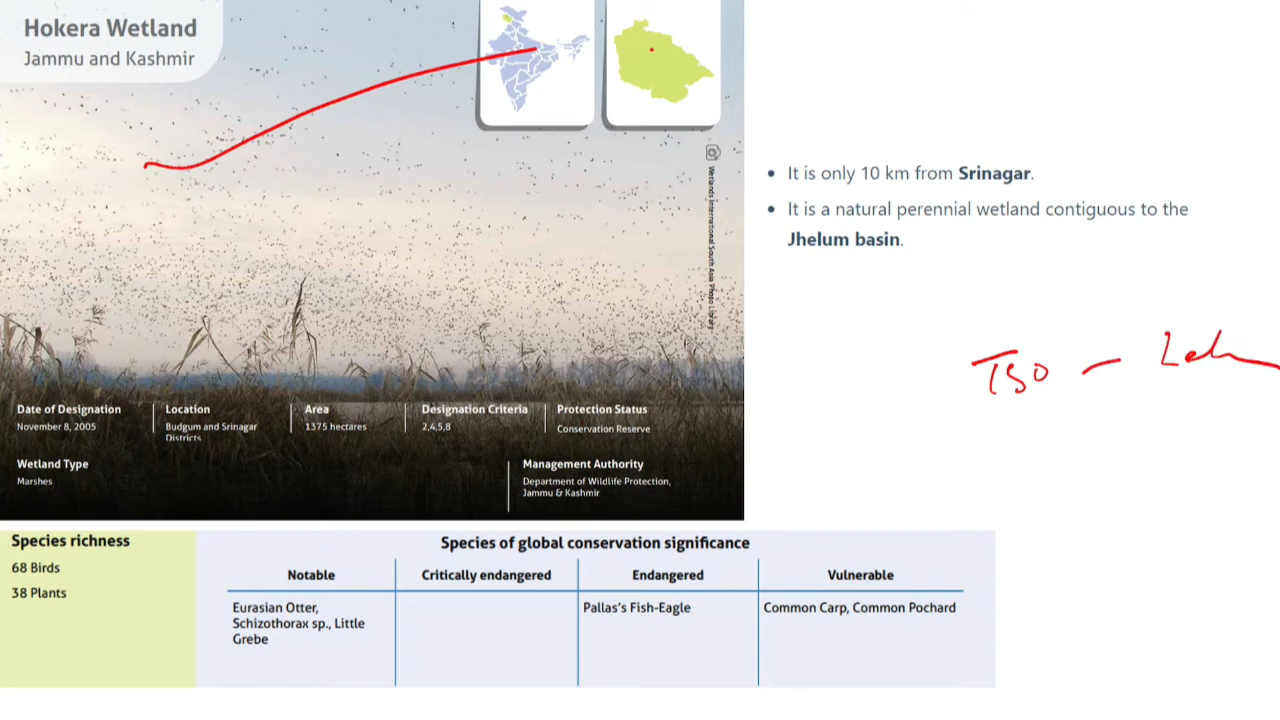 Hokera Wetland
Jammu and Kashmir
Wetlands International South Asia Photo Library
Date of Designation
November 8, 2005
Location
Budgum and Srinagar
Districts
Area
1375 hectares
Designation Criteria
2,4,5,8
Protection Status
Conservation Reserve
Wetland Type
Marshes
Management Authority
Department of Wildlife Protection,
Jammu & Kashmir
• It is only 10 km from Srinagar.
• It is a natural perennial wetland contiguous to the
Jhelum basin.
TSO - Leh
Species richness
68 Birds
38 Plants
Species of global conservation significance
Notable
Critically endangered
Endangered
Vulnerable
Eurasian Otter,
Schizothorax sp., Little
Grebe
Pallas's Fish-Eagle
Common Carp, Common Pochard